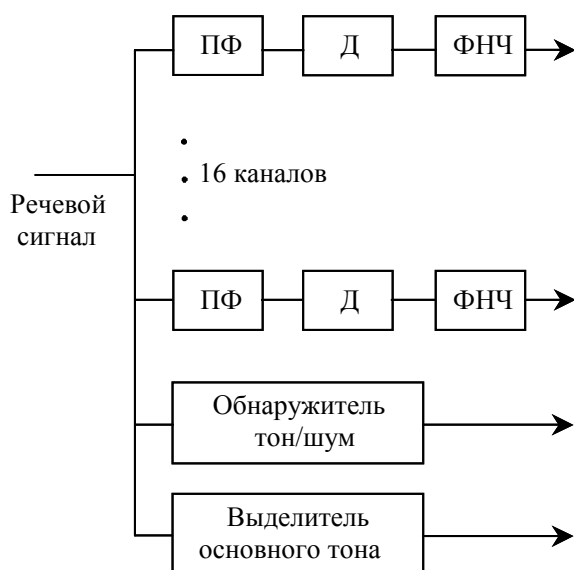 ПФ Д ФНЧ
16 каналов
Речевой
сигнал
ПФ Д ФНЧ
Обнаружитель
тон/шум
Выделитель
основного тона